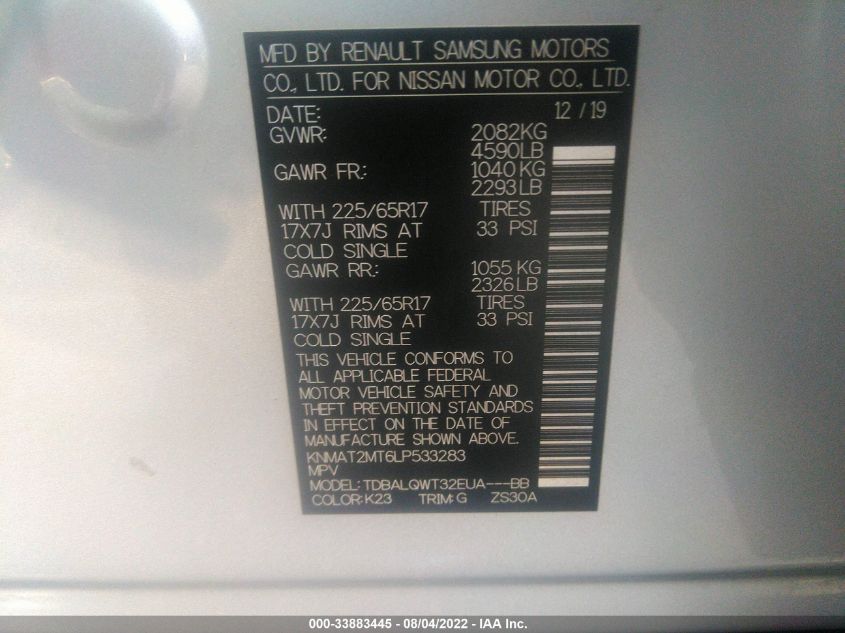 MFD BY RENAULT SAMSUNG MOTORS
CO., LTD. FOR NISSAN MOTOR CO., LTD.
DATE: 12 / 19
GVWR: 2082KG
4590LB
GAWR FR: 1040 KG
2293 LB
WITH 225/65R17 TIRES
17X7J RIMS AT 33 PSI
COLD SINGLE
GAWR RR: 1055 KG
2326 LB
WITH 225/65R17 TIRES
17X7J RIMS AT 33 PSI
COLD SINGLE
THIS VEHICLE CONFORMS TO
ALL APPLICABLE FEDERAL
MOTOR VEHICLE SAFETY AND
THEFT PREVENTION STANDARDS
IN EFFECT ON THE DATE OF
MANUFACTURE SHOWN ABOVE.
KNMAT2MT6LP533283
MPV
MODEL: TDBALQWT32EUA---BB
COLOR: K23 TRIM: G ZS30A
000-33883445 - 08/04/2022 - IAA Inc.